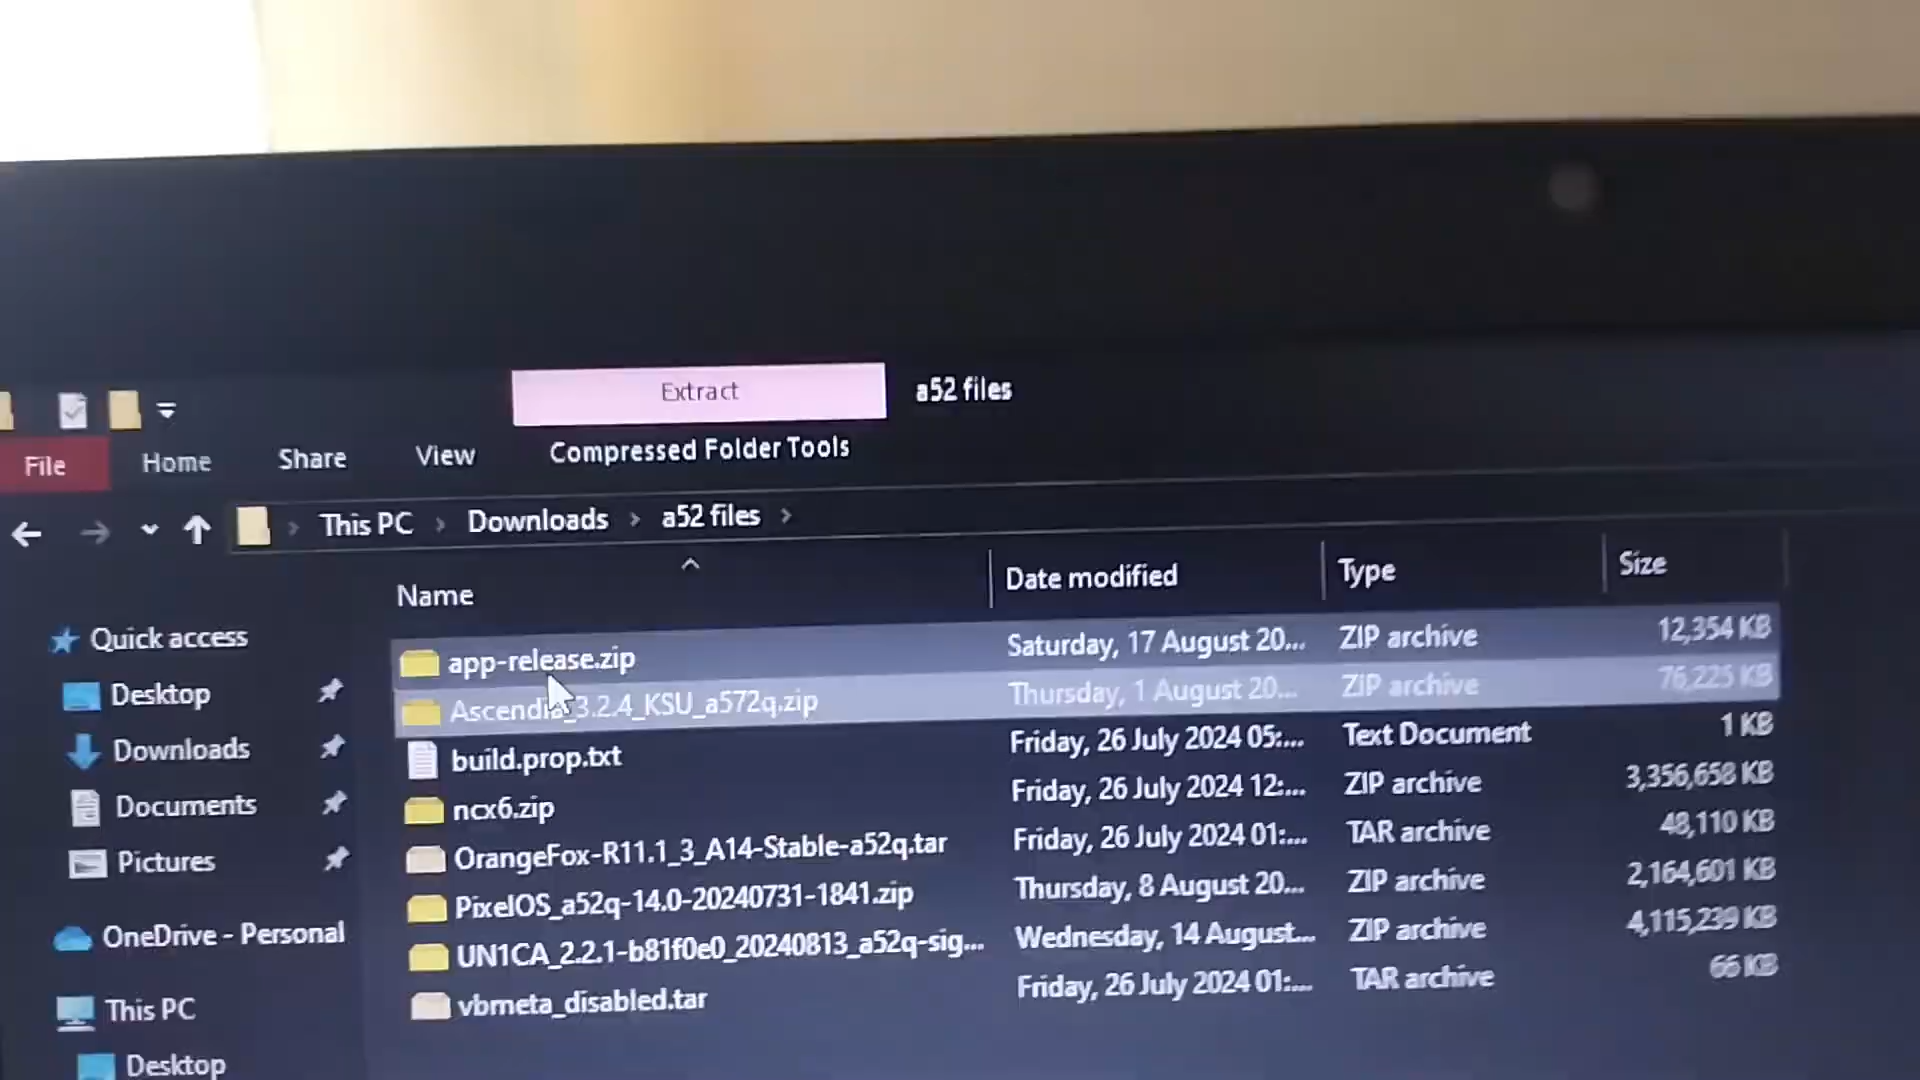 Extract
a52 files
File
Home
Share
View
Compressed Folder Tools
This PC
Downloads
a52 files
Name
Date modified
Type
Size
Quick access
Desktop
Downloads
Documents
Pictures
OneDrive - Personal
This PC
Desktop
app-release.zip Saturday, 17 August 20... ZIP archive 12,354 KB
Ascendia_3.2.4_KSU_a572q.zip Thursday, 1 August 20... ZIP archive 76,225 KB
build.prop.txt Friday, 26 July 2024 05:... Text Document 1 KB
ncx6.zip Friday, 26 July 2024 12:... ZIP archive 3,356,658 KB
OrangeFox-R11.1_3_A14-Stable-a52q.tar Friday, 26 July 2024 01:... TAR archive 48,110 KB
PixelOS_a52q-14.0-20240731-1841.zip Thursday, 8 August 20... ZIP archive 2,164,601 KB
UN1CA_2.2.1-b81f0e0_20240813_a52q-sig... Wednesday, 14 August... ZIP archive 4,115,239 KB
vbmeta_disabled.tar Friday, 26 July 2024 01:... TAR archive 66 KB